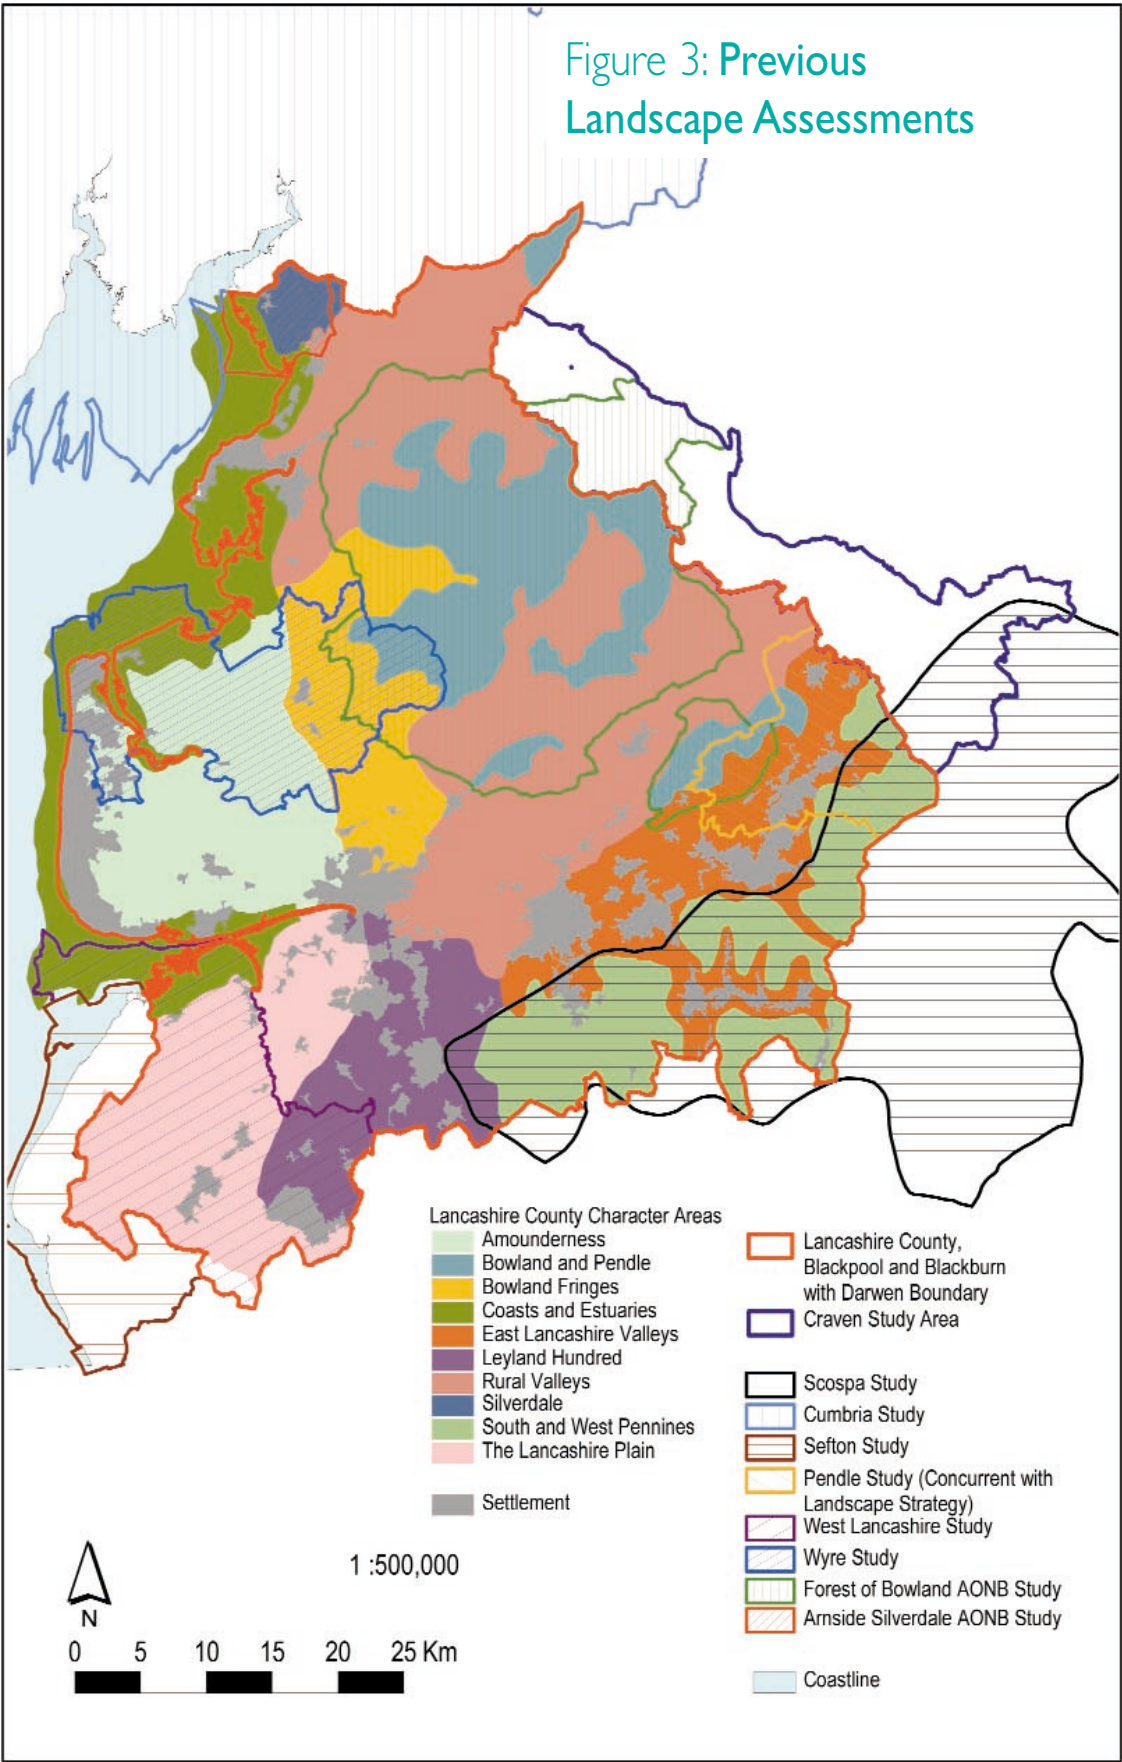 Figure 3: Previous
Landscape Assessments
Lancashire County Character Areas
Amounderness
Bowland and Pendle
Bowland Fringes
Coasts and Estuaries
East Lancashire Valleys
Leyland Hundred
Rural Valleys
Silverdale
South and West Pennines
The Lancashire Plain
Settlement
Lancashire County,
Blackpool and Blackburn
with Darwen Boundary
Craven Study Area
Scospa Study
Cumbria Study
Sefton Study
Pendle Study (Concurrent with
Landscape Strategy)
West Lancashire Study
Wyre Study
Forest of Bowland AONB Study
Arnside Silverdale AONB Study
Coastline
1 :500,000
N
0 5 10 15 20 25 Km